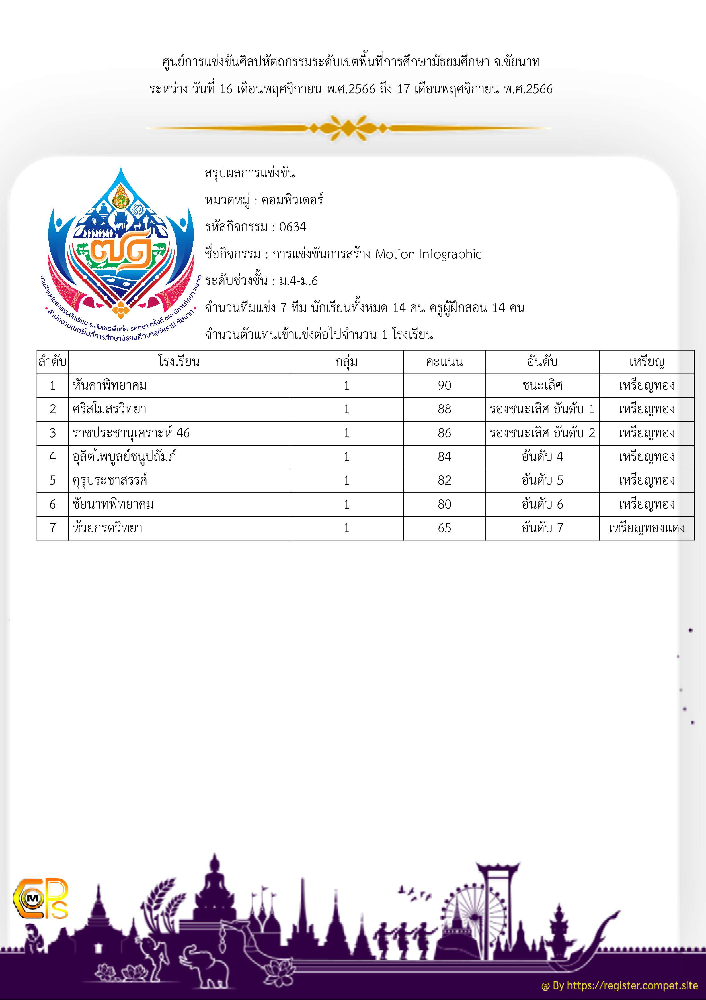 ศูนย์การแข่งขันศิลปหัตถกรรมระดับเขตพื้นที่การศึกษามัธยมศึกษา จ.ชัยนาท
ระหว่าง วันที่ 16 เดือนพฤศจิกายน พ.ศ.2566 ถึง 17 เดือนพฤศจิกายน พ.ศ.2566
สรุปผลการแข่งขัน
หมวดหมู่ : คอมพิวเตอร์
รหัสกิจกรรม : 0634
ชื่อกิจกรรม : การแข่งขันการสร้าง Motion Infographic
ระดับช่วงชั้น : ม.4-ม.6
จำนวนทีมแข่ง 7 ทีม นักเรียนทั้งหมด 14 คน ครูผู้ฝึกสอน 14 คน
จำนวนตัวแทนเข้าแข่งต่อไปจำนวน 1 โรงเรียน
๗๑
งานศิลปหัตถกรรมนักเรียน ระดับเขตพื้นที่การศึกษา ครั้งที่ ๗๑ ปีการศึกษา ๒๕๖๖
สำนักงานเขตพื้นที่การศึกษามัธยมศึกษาอุทัยธานี ชัยนาท
ลำดับ โรงเรียน กลุ่ม คะแนน อันดับ เหรียญ
1 หันคาพิทยาคม 1 90 ชนะเลิศ เหรียญทอง
2 ศรีสโมสรวิทยา 1 88 รองชนะเลิศ อันดับ 1 เหรียญทอง
3 ราชประชานุเคราะห์ 46 1 86 รองชนะเลิศ อันดับ 2 เหรียญทอง
4 อุลิตไพบูลย์ชนูปถัมภ์ 1 84 อันดับ 4 เหรียญทอง
5 คุรุประชาสรรค์ 1 82 อันดับ 5 เหรียญทอง
6 ชัยนาทพิทยาคม 1 80 อันดับ 6 เหรียญทอง
7 ห้วยกรดวิทยา 1 65 อันดับ 7 เหรียญทองแดง
COMPS
@ By https://register.compet.site